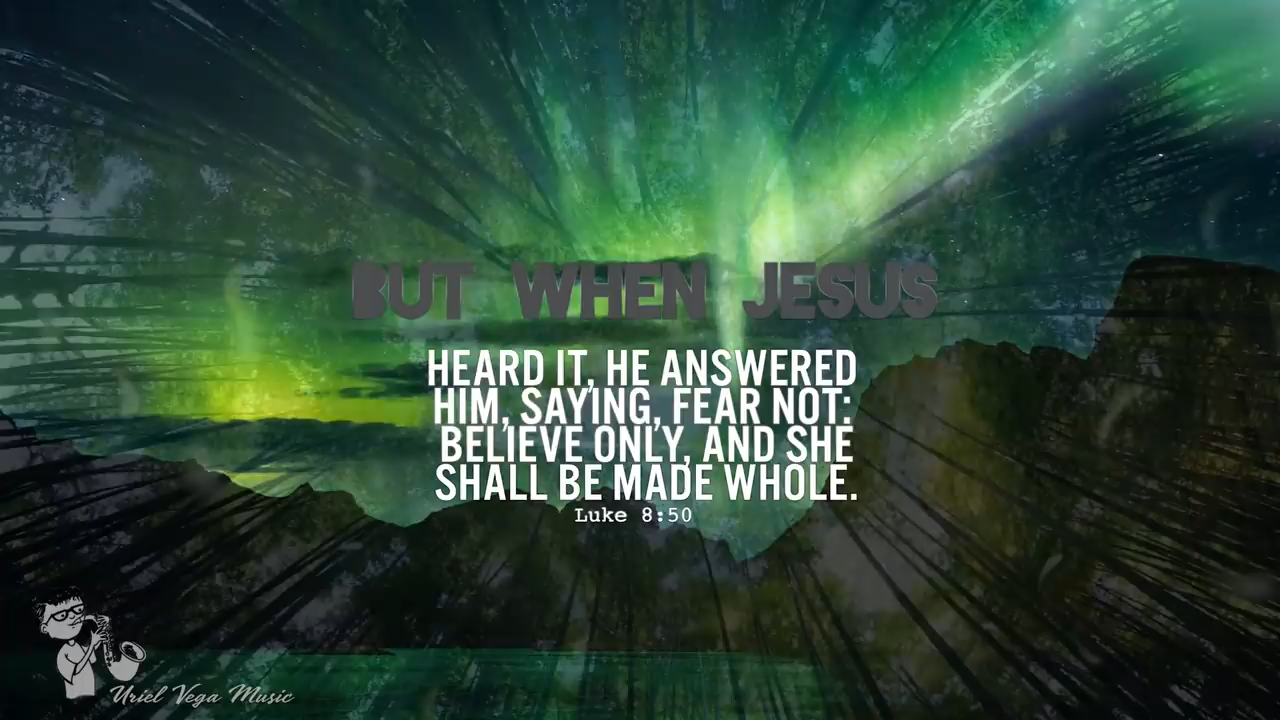 BUT WHEN JESUS
HEARD IT, HE ANSWERED
HIM, SAYING, FEAR NOT:
BELIEVE ONLY, AND SHE
SHALL BE MADE WHOLE.
Luke 8:50
Uriel Vega Music